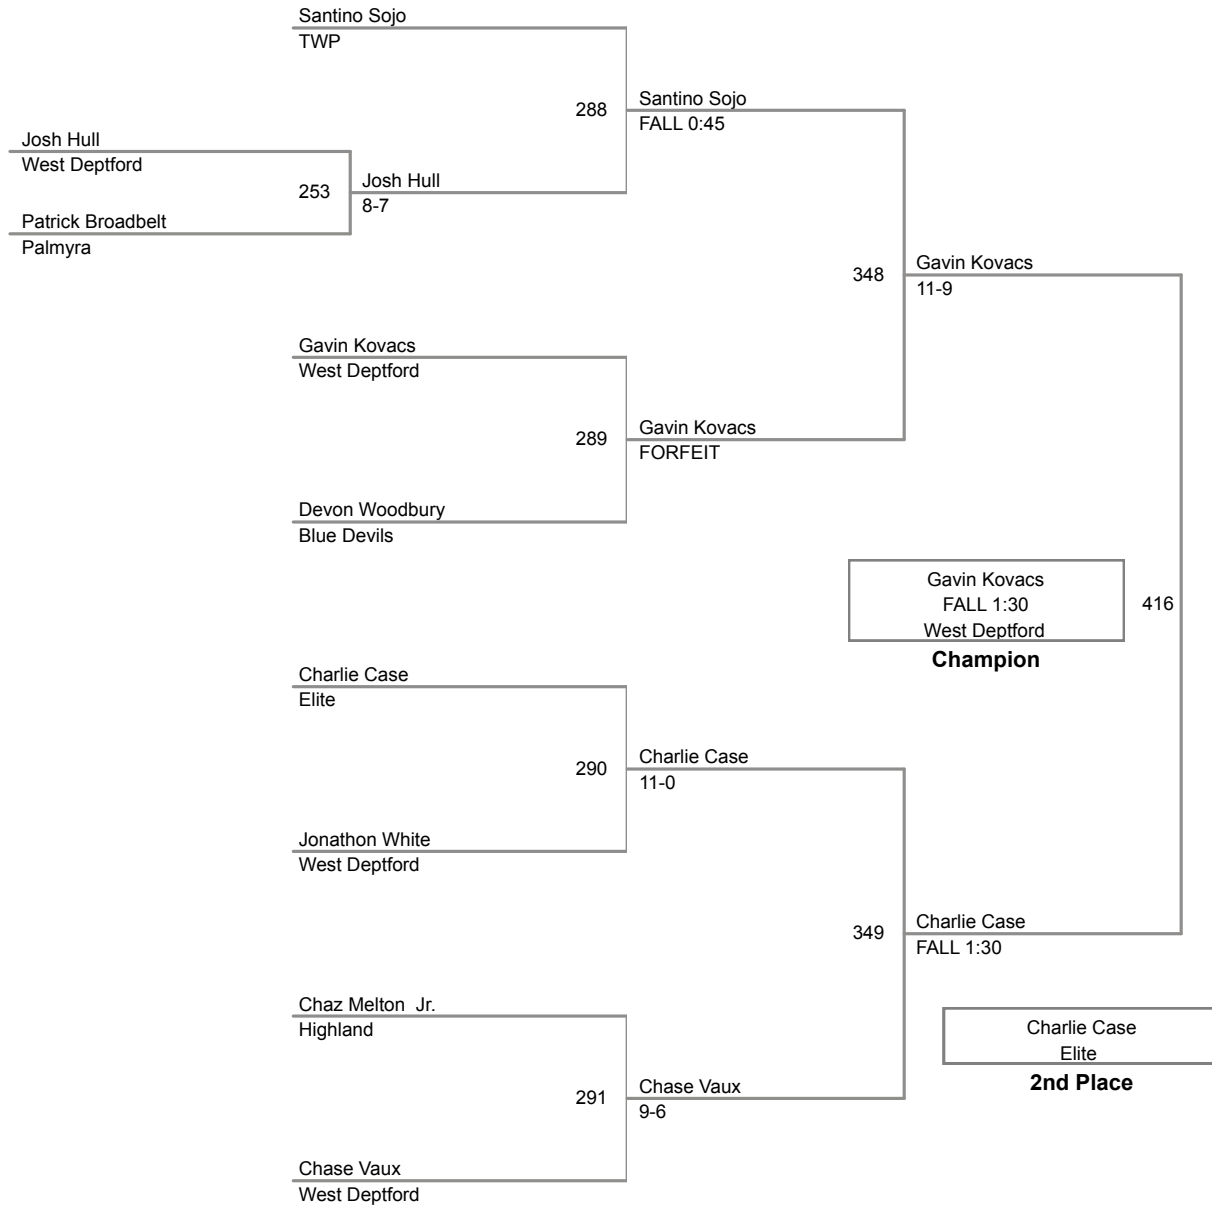 Santino Sojo
TWP
288
Santino Sojo
FALL 0:45
Josh Hull
West Deptford
253
Josh Hull
8-7
Patrick Broadbelt
Palmyra
348
Gavin Kovacs
11-9
Gavin Kovacs
West Deptford
289
Gavin Kovacs
FORFEIT
Devon Woodbury
Blue Devils
Gavin Kovacs
FALL 1:30
West Deptford
Champion
416
Charlie Case
Elite
290
Charlie Case
11-0
Jonathon White
West Deptford
349
Charlie Case
FALL 1:30
Chaz Melton  Jr.
Highland
Charlie Case
Elite
2nd Place
291
Chase Vaux
9-6
Chase Vaux
West Deptford